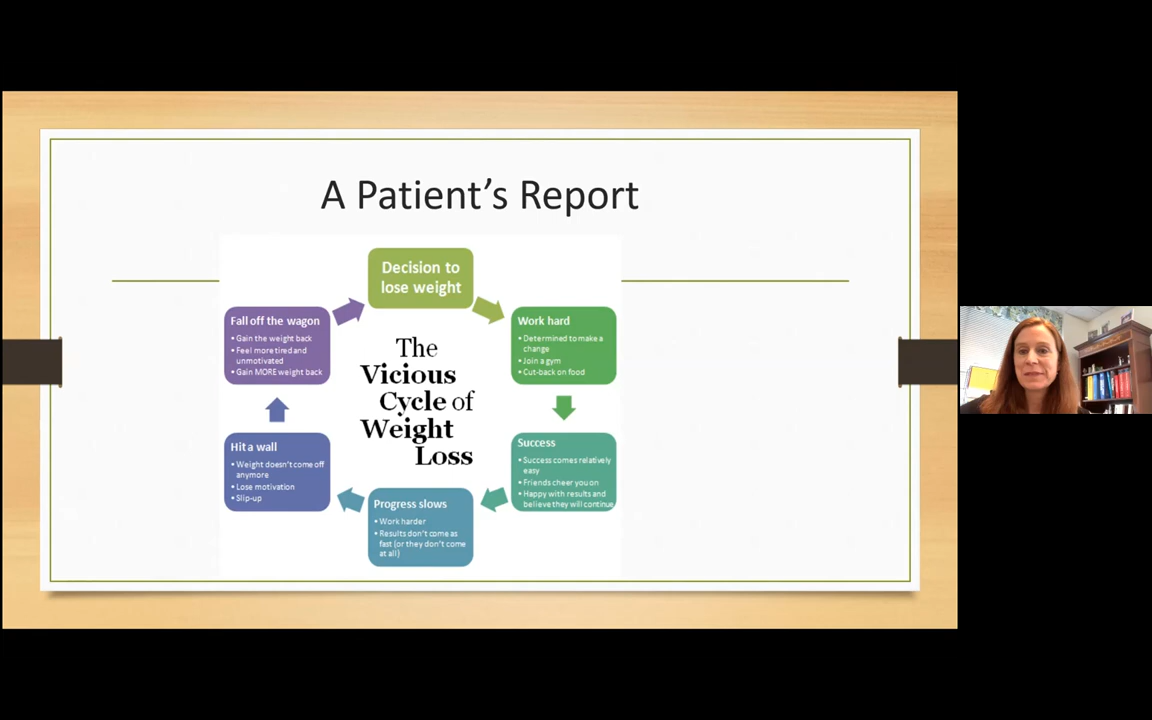 A Patient's Report
Decision to
lose weight
Work hard
• Determined to make a
change
• Join a gym
• Cut-back on food
Success
• Success comes relatively
easy
• Friends cheer you on
• Happy with results and
believe they will continue
Progress slows
• Work harder
• Results don't come as
fast (or they don't come
at all)
Hit a wall
• Weight doesn't come off
anymore
• Lose motivation
• Slip-up
Fall off the wagon
• Gain the weight back
• Feel more tired and
unmotivated
• Gain MORE weight back
The
Vicious
Cycle of
Weight
Loss